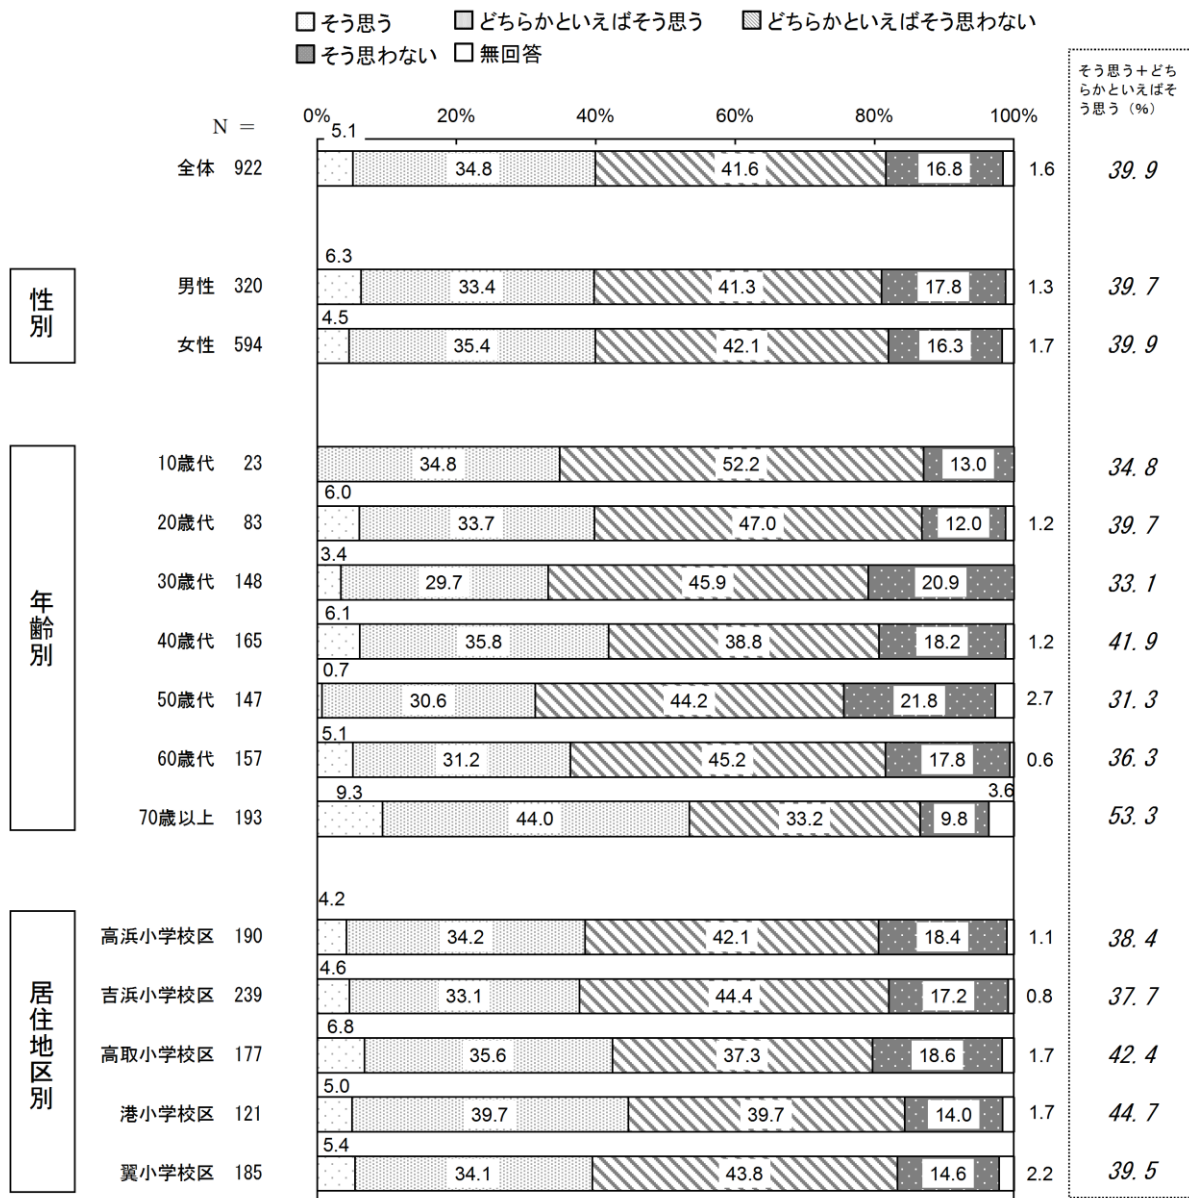 そう思う どちらかといえばそう思う どちらかといえばそう思わない
そう思わない 無回答
そう思う＋どち
らかといえばそ
う思う（%）
N =
0% 20% 40% 60% 80% 100%
5.1
全体 922 34.8 41.6 16.8 1.6 39.9
性別
6.3
男性 320 33.4 41.3 17.8 1.3 39.7
4.5
女性 594 35.4 42.1 16.3 1.7 39.9
年齢別
10歳代 23 34.8 52.2 13.0 34.8
6.0
20歳代 83 33.7 47.0 12.0 1.2 39.7
3.4
30歳代 148 29.7 45.9 20.9 33.1
6.1
40歳代 165 35.8 38.8 18.2 1.2 41.9
0.7
50歳代 147 30.6 44.2 21.8 2.7 31.3
5.1
60歳代 157 31.2 45.2 17.8 0.6 36.3
9.3 3.6
70歳以上 193 44.0 33.2 9.8 53.3
居住地区別
4.2
高浜小学校区 190 34.2 42.1 18.4 1.1 38.4
4.6
吉浜小学校区 239 33.1 44.4 17.2 0.8 37.7
6.8
高取小学校区 177 35.6 37.3 18.6 1.7 42.4
5.0
港小学校区 121 39.7 39.7 14.0 1.7 44.7
5.4
翼小学校区 185 34.1 43.8 14.6 2.2 39.5